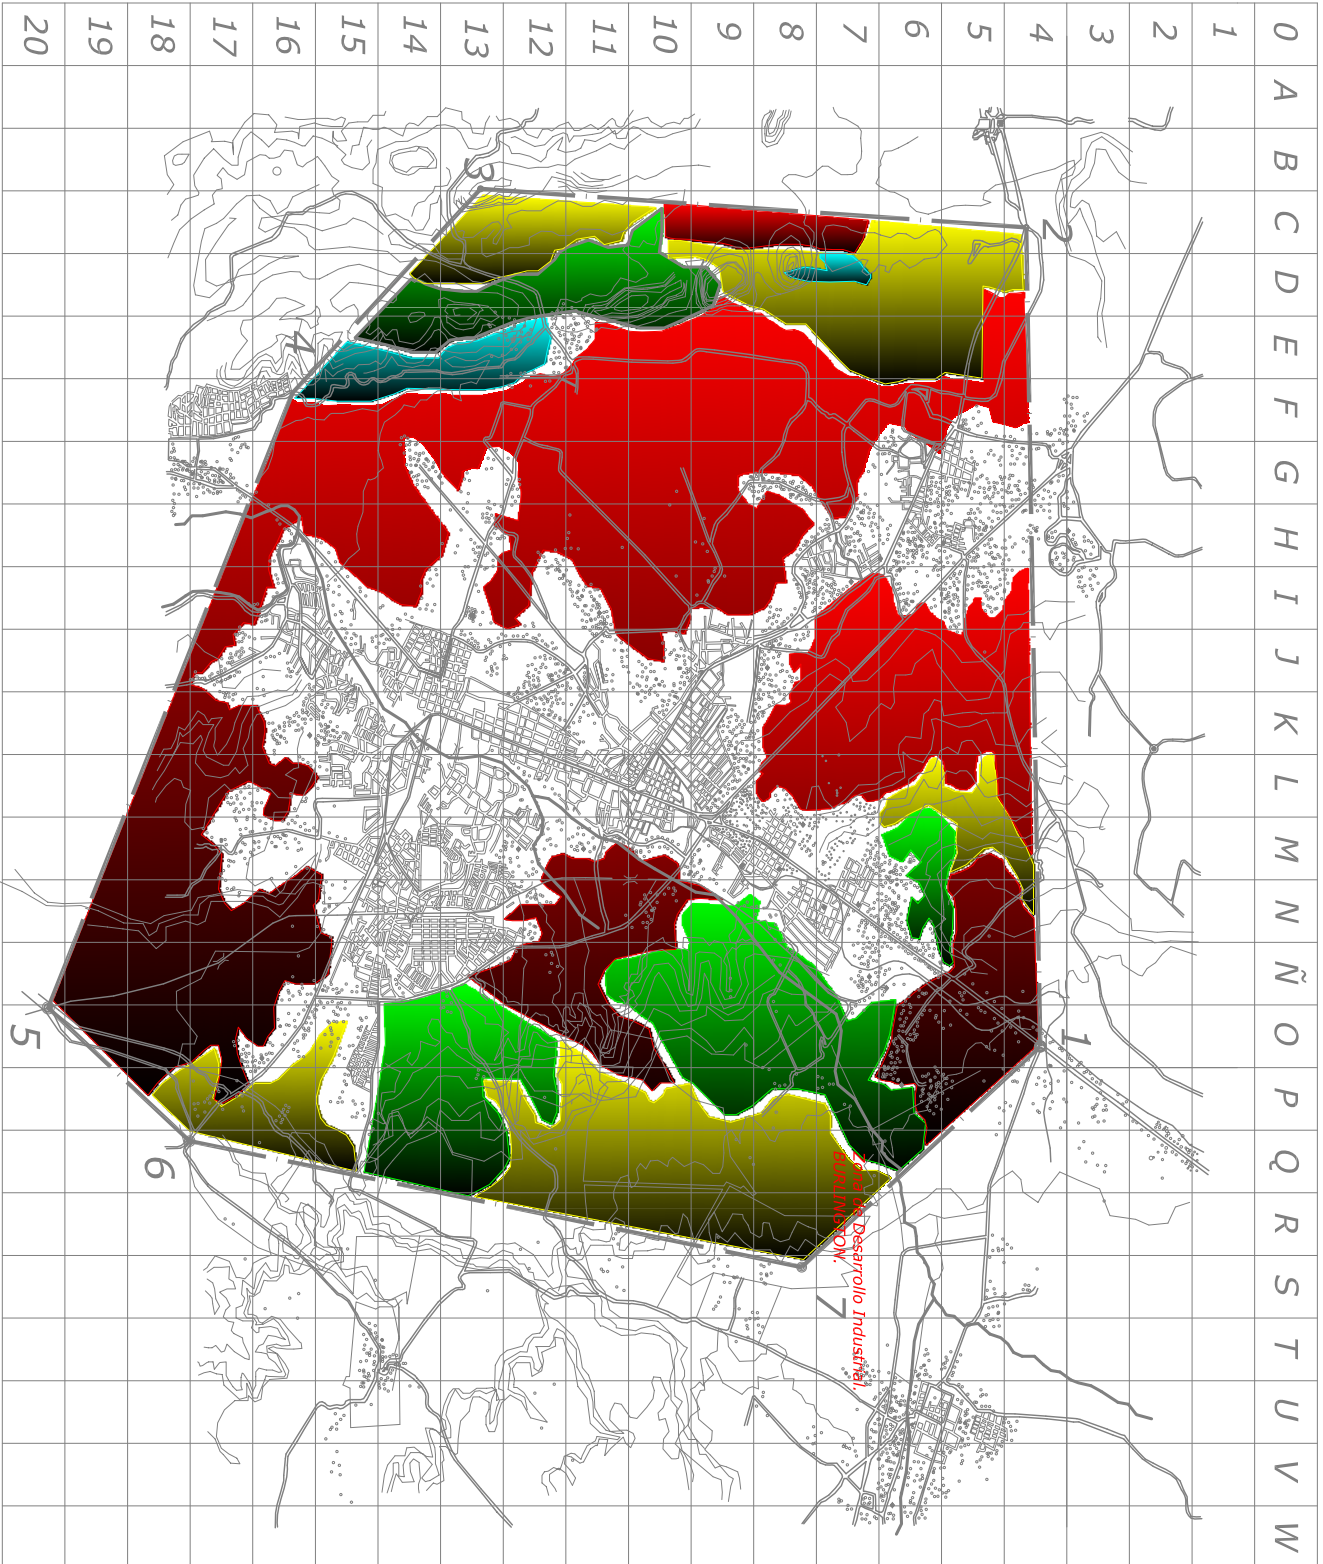 0 1 2 3 4 5 6 7 8 9 10 11 12 13 14 15 16 17 18 19 20
A
B
C
D
E
F
G
H
I
J
K
L
M
N
Ñ
O
P
Q
R
S
T
U
V
W
1
2
3
4
5
6
7
Zona de Desarrollo Industrial.
BURLINGTON.